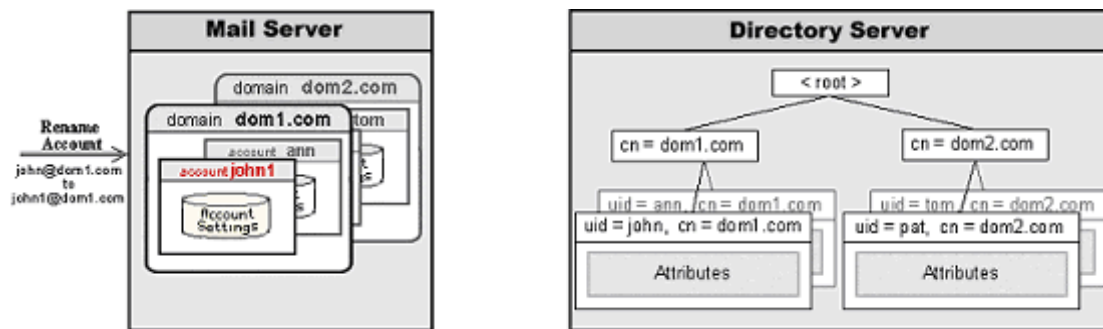 Mail Server
domain dom2.com
domain dom1.com
tom
account ann
account john1
Account
Settings
Rename
Account
john@dom1.com
to
john1@dom1.com
Directory Server
< root >
cn = dom1.com
cn = dom2.com
uid = ann, cn = dom1.com
uid = tom, cn = dom2.com
uid = john, cn = dom1.com
uid = pat, cn = dom2.com
Attributes
Attributes